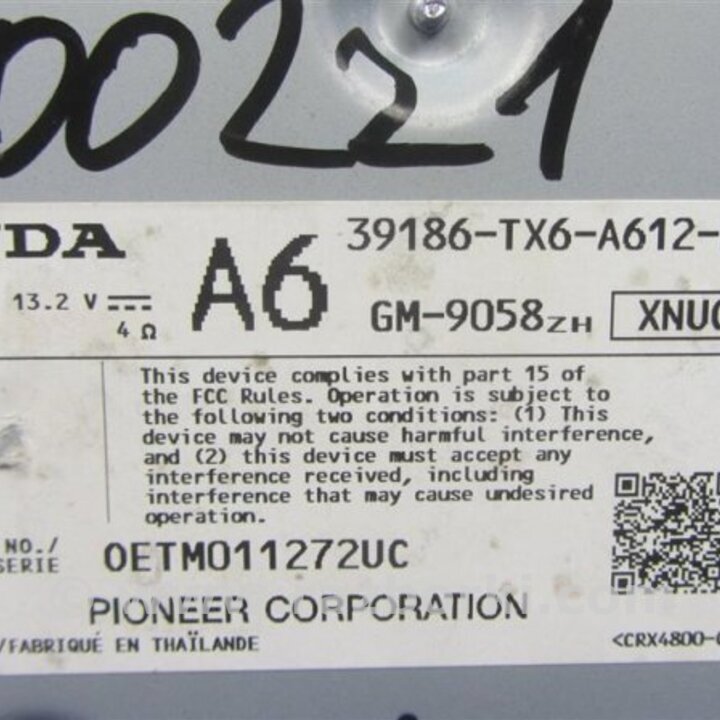 00221
NDA
A6
39186-TX6-A612-
13.2 V
4 Ω
GM-9058ZH
XNU
This device complies with part 15 of
the FCC Rules. Operation is subject to
the following two conditions: (1) This
device may not cause harmful interference,
and (2) this device must accept any
interference received, including
interference that may cause undesired
operation.
NO./
SERIE
0ETM011272UC
PIONEER CORPORATION
/FABRIQUÉ EN THAÏLANDE
<CRX4800-